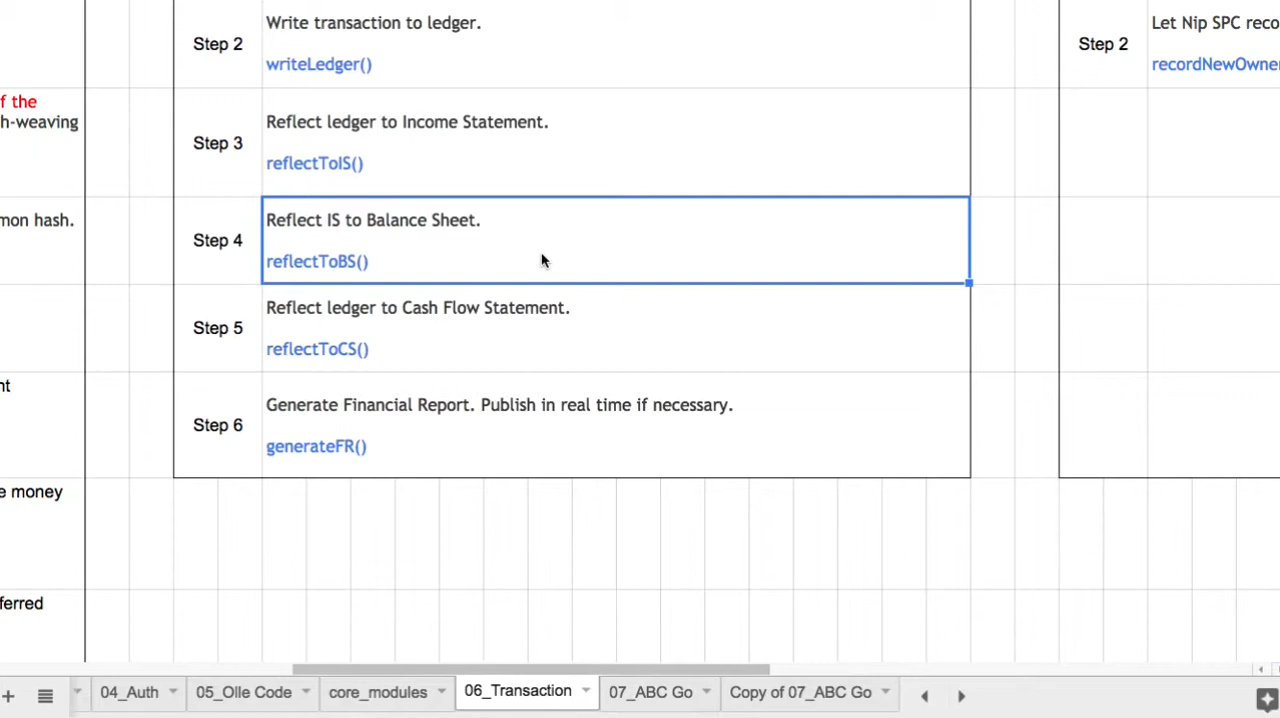 Step 2
Write transaction to ledger.
writeLedger()
Step 3
Reflect ledger to Income Statement.
reflectToIS()
Step 4
Reflect IS to Balance Sheet.
reflectToBS()
Step 5
Reflect ledger to Cash Flow Statement.
reflectToCS()
Step 6
Generate Financial Report. Publish in real time if necessary.
generateFR()
f the
h-weaving
mon hash.
nt
e money
ferred
Step 2
Let Nip SPC reco
recordNewOwner
04_Auth
05_Olle Code
core_modules
06_Transaction
07_ABC Go
Copy of 07_ABC Go